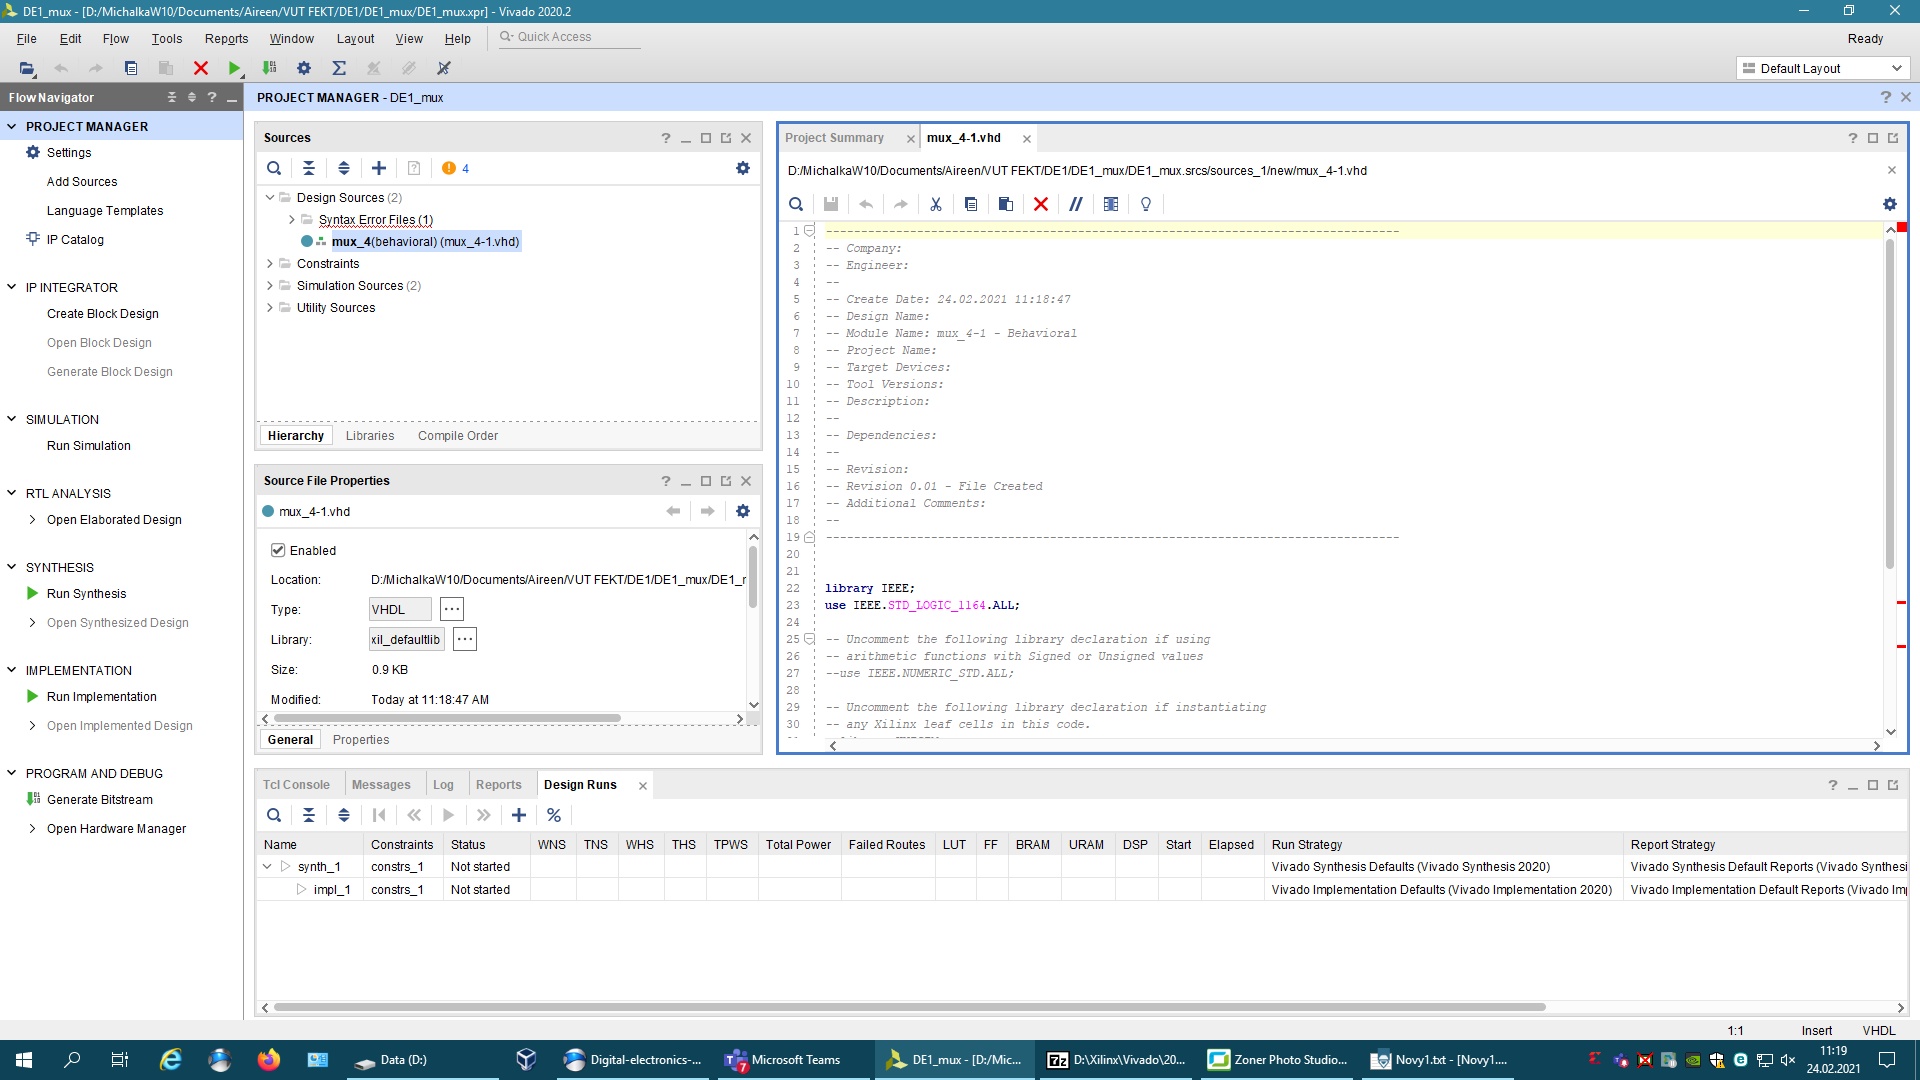 DE1_mux - [D:/MichalkaW10/Documents/Aireen/VUT FEKT/DE1/DE1_mux/DE1_mux.xpr] - Vivado 2020.2
File Edit Flow Tools Reports Window Layout View Help Quick Access
Ready
Default Layout
Flow Navigator
PROJECT MANAGER - DE1_mux
PROJECT MANAGER
Settings
Add Sources
Language Templates
IP Catalog
IP INTEGRATOR
Create Block Design
Open Block Design
Generate Block Design
SIMULATION
Run Simulation
RTL ANALYSIS
Open Elaborated Design
SYNTHESIS
Run Synthesis
Open Synthesized Design
IMPLEMENTATION
Run Implementation
Open Implemented Design
PROGRAM AND DEBUG
Generate Bitstream
Open Hardware Manager
Sources
4
Design Sources (2)
Syntax Error Files (1)
mux_4(behavioral) (mux_4-1.vhd)
Constraints
Simulation Sources (2)
Utility Sources
Hierarchy Libraries Compile Order
Source File Properties
mux_4-1.vhd
Enabled
Location: D:/MichalkaW10/Documents/Aireen/VUT FEKT/DE1/DE1_mux/DE1_r
Type: VHDL
Library: xil_defaultlib
Size: 0.9 KB
Modified: Today at 11:18:47 AM
General Properties
Project Summary mux_4-1.vhd
D:/MichalkaW10/Documents/Aireen/VUT FEKT/DE1/DE1_mux/DE1_mux.srcs/sources_1/new/mux_4-1.vhd
1 ----------------------------------------------------------------------------------
2 -- Company:
3 -- Engineer:
4 --
5 -- Create Date: 24.02.2021 11:18:47
6 -- Design Name:
7 -- Module Name: mux_4-1 - Behavioral
8 -- Project Name:
9 -- Target Devices:
10 -- Tool Versions:
11 -- Description:
12 --
13 -- Dependencies:
14 --
15 -- Revision:
16 -- Revision 0.01 - File Created
17 -- Additional Comments:
18 --
19 ----------------------------------------------------------------------------------
20
21
22 library IEEE;
23 use IEEE.STD_LOGIC_1164.ALL;
24
25 -- Uncomment the following library declaration if using
26 -- arithmetic functions with Signed or Unsigned values
27 --use IEEE.NUMERIC_STD.ALL;
28
29 -- Uncomment the following library declaration if instantiating
30 -- any Xilinx leaf cells in this code.
Tcl Console Messages Log Reports Design Runs
Name Constraints Status WNS TNS WHS THS TPWS Total Power Failed Routes LUT FF BRAM URAM DSP Start Elapsed Run Strategy Report Strategy
synth_1 constrs_1 Not started Vivado Synthesis Defaults (Vivado Synthesis 2020) Vivado Synthesis Default Reports (Vivado Synthesi
impl_1 constrs_1 Not started Vivado Implementation Defaults (Vivado Implementation 2020) Vivado Implementation Default Reports (Vivado Im
1:1 Insert VHDL
Data (D:)
Digital-electronics-...
7 Microsoft Teams
DE1_mux - [D:/Mic...
D:\Xilinx\Vivado\20...
Zoner Photo Studio...
Novy1.txt - [Novy1....
11:19
24.02.2021